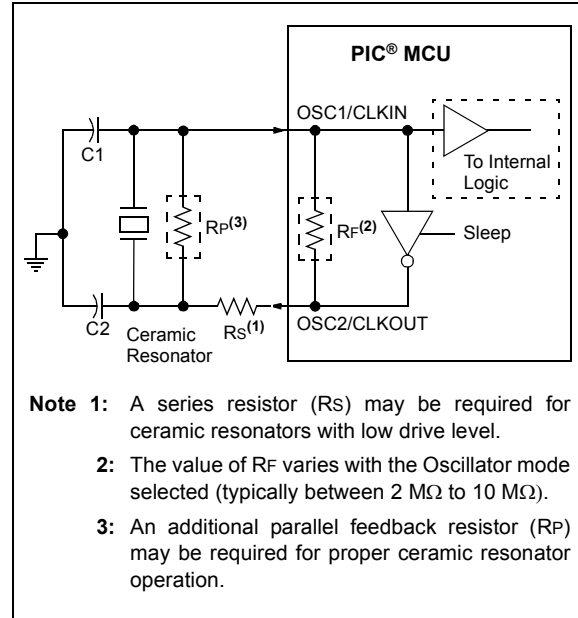 PIC® MCU
OSC1/CLKIN
C1
To Internal
Logic
RP(3)
RF(2)
Sleep
C2
Ceramic
Resonator
RS(1)
OSC2/CLKOUT
Note 1: A series resistor (RS) may be required for
ceramic resonators with low drive level.
2: The value of RF varies with the Oscillator mode
selected (typically between 2 MΩ to 10 MΩ).
3: An additional parallel feedback resistor (RP)
may be required for proper ceramic resonator
operation.